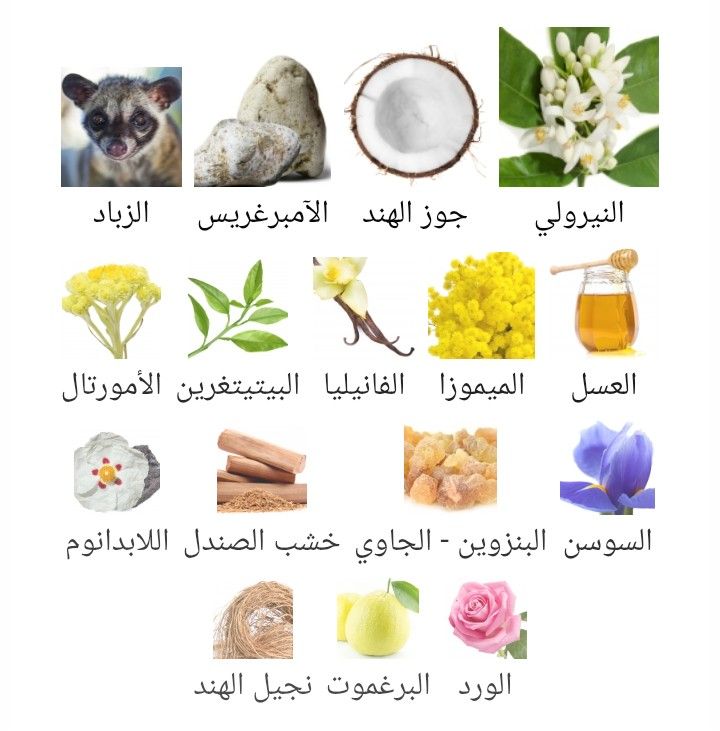 النيرولي جوز الهند الآمبرغريس الزباد
العسل الميموزا الفانيليا البيتيتغرين الأمورتال
السوسن البنزوين - الجاوي خشب الصندل اللابدانوم
الورد البرغموت نجيل الهند